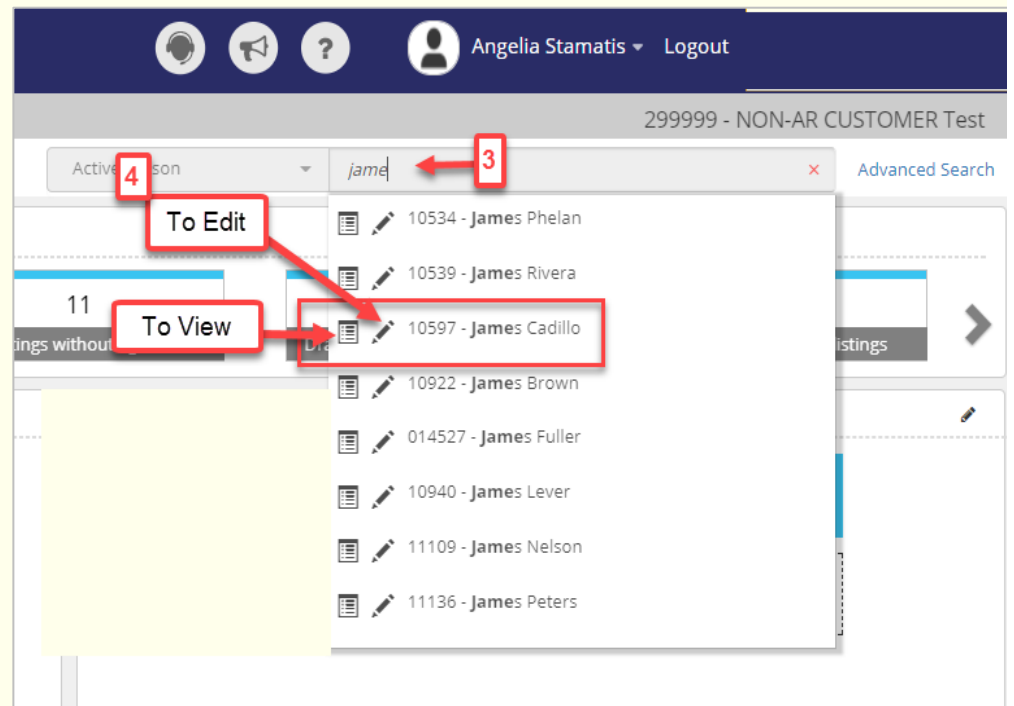 ? Angelia Stamatis Logout
299999 - NON-AR CUSTOMER Test
Active son jame × Advanced Search
3
4
To Edit
To View
10534 - James Phelan
10539 - James Rivera
10597 - James Cadillo
10922 - James Brown
014527 - James Fuller
10940 - James Lever
11109 - James Nelson
11136 - James Peters
11
ings without
Dra
istings